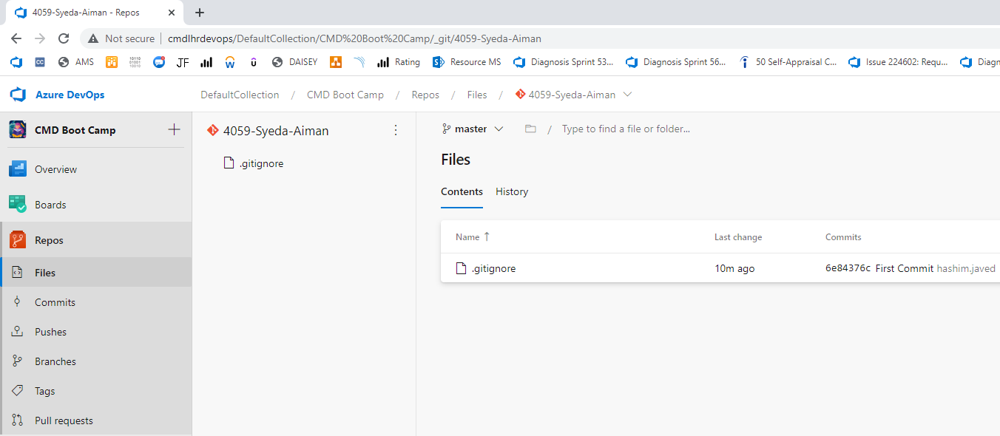 4059-Syeda-Aiman - Repos
Not secure cmdlhrdevops/DefaultCollection/CMD%20Boot%20Camp/_git/4059-Syeda-Aiman
CC AMS JF W ü DAISEY Rating S Resource MS Diagnosis Sprint 53... Diagnosis Sprint 56... 50 Self-Appraisal C... Issue 224602: Requ... Diagn
Azure DevOps DefaultCollection / CMD Boot Camp / Repos / Files / 4059-Syeda-Aiman
CMD Boot Camp
Overview
Boards
Repos
Files
Commits
Pushes
Branches
Tags
Pull requests
4059-Syeda-Aiman
.gitignore
master / Type to find a file or folder...
Files
Contents History
Name ↑ Last change Commits
.gitignore 10m ago 6e84376c First Commit hashim.javed